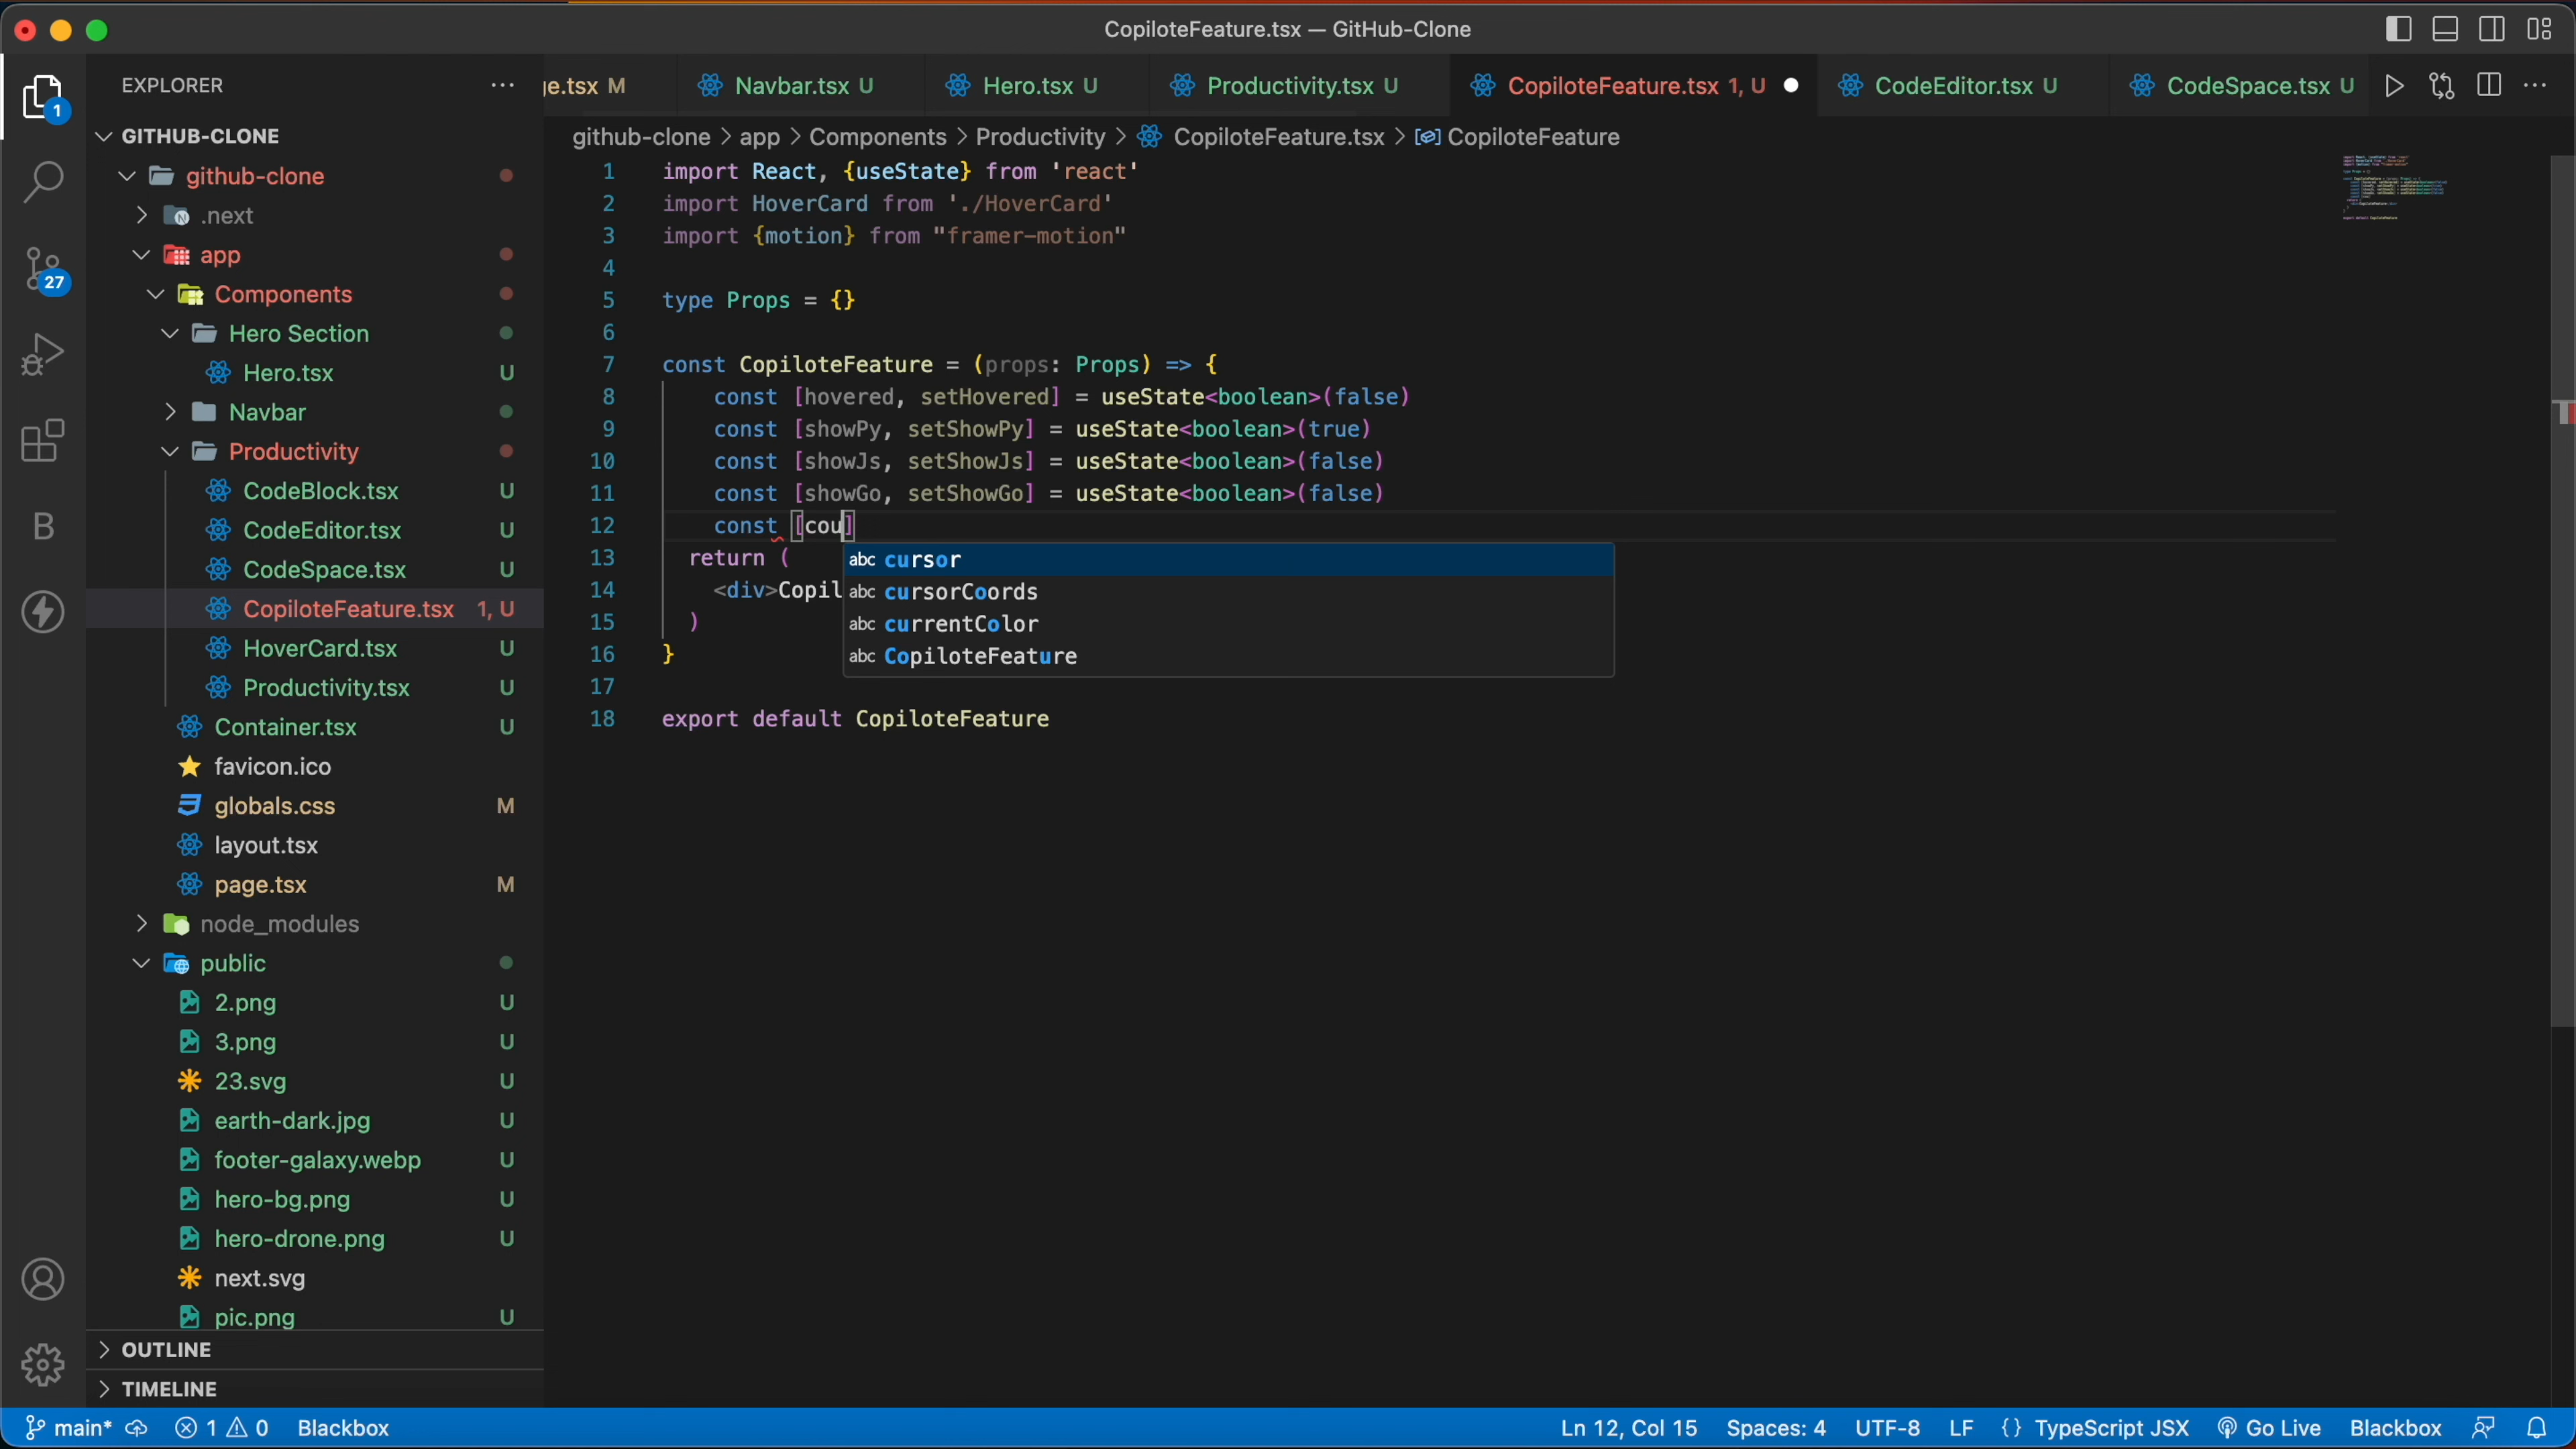 CopiloteFeature.tsx — GitHub-Clone
EXPLORER
ge.tsx M
Navbar.tsx U
Hero.tsx U
Productivity.tsx U
CopiloteFeature.tsx 1, U
CodeEditor.tsx U
CodeSpace.tsx U
github-clone > app > Components > Productivity > CopiloteFeature.tsx > CopiloteFeature
1
27
B
GITHUB-CLONE
github-clone
.next
app
Components
Hero Section
Hero.tsx U
Navbar
Productivity
CodeBlock.tsx U
CodeEditor.tsx U
CodeSpace.tsx U
CopiloteFeature.tsx 1, U
HoverCard.tsx U
Productivity.tsx U
Container.tsx U
favicon.ico
globals.css M
layout.tsx
page.tsx M
node_modules
public
2.png U
3.png U
23.svg U
earth-dark.jpg U
footer-galaxy.webp U
hero-bg.png U
hero-drone.png U
next.svg
pic.png U
OUTLINE
TIMELINE
1 import React, {useState} from 'react'
2 import HoverCard from './HoverCard'
3 import {motion} from "framer-motion"
4
5 type Props = {}
6
7 const CopiloteFeature = (props: Props) => {
8 const [hovered, setHovered] = useState<boolean>(false)
9 const [showPy, setShowPy] = useState<boolean>(true)
10 const [showJs, setShowJs] = useState<boolean>(false)
11 const [showGo, setShowGo] = useState<boolean>(false)
12 const [cou]
13 return (
14 <div>Copil
15 )
16 }
17
18 export default CopiloteFeature
abc cursor
abc cursorCoords
abc currentColor
abc CopiloteFeature
main* 1 0 Blackbox
Ln 12, Col 15 Spaces: 4 UTF-8 LF {} TypeScript JSX Go Live Blackbox